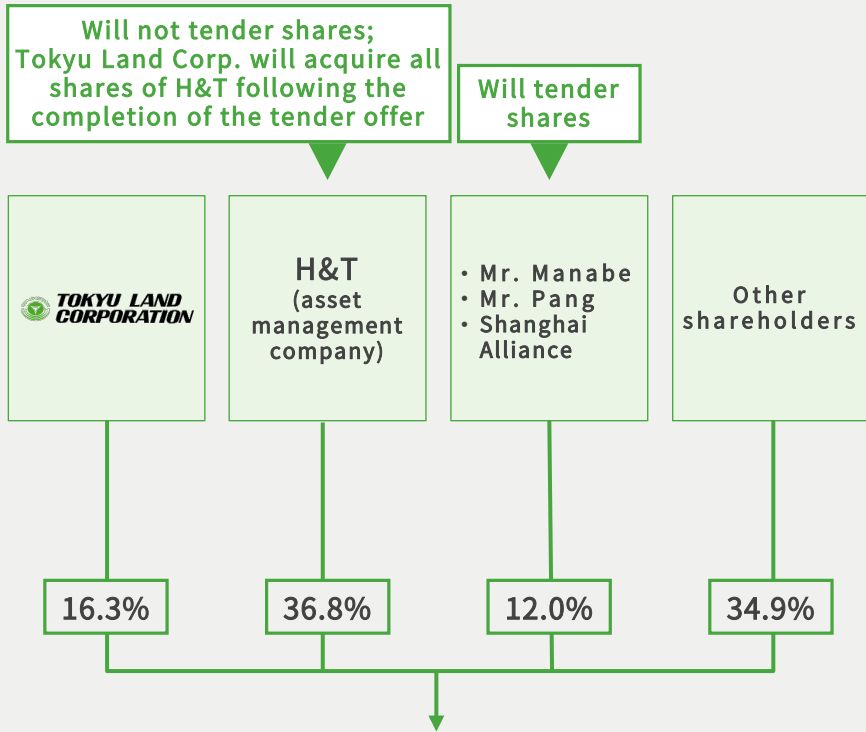 Will not tender shares;
Tokyu Land Corp. will acquire all
shares of H&T following the
completion of the tender offer
Will tender
shares
TOKYU LAND
CORPORATION
H&T
(asset
management
company)
・Mr. Manabe
・Mr. Pang
・Shanghai
Alliance
Other
shareholders
16.3%
36.8%
12.0%
34.9%